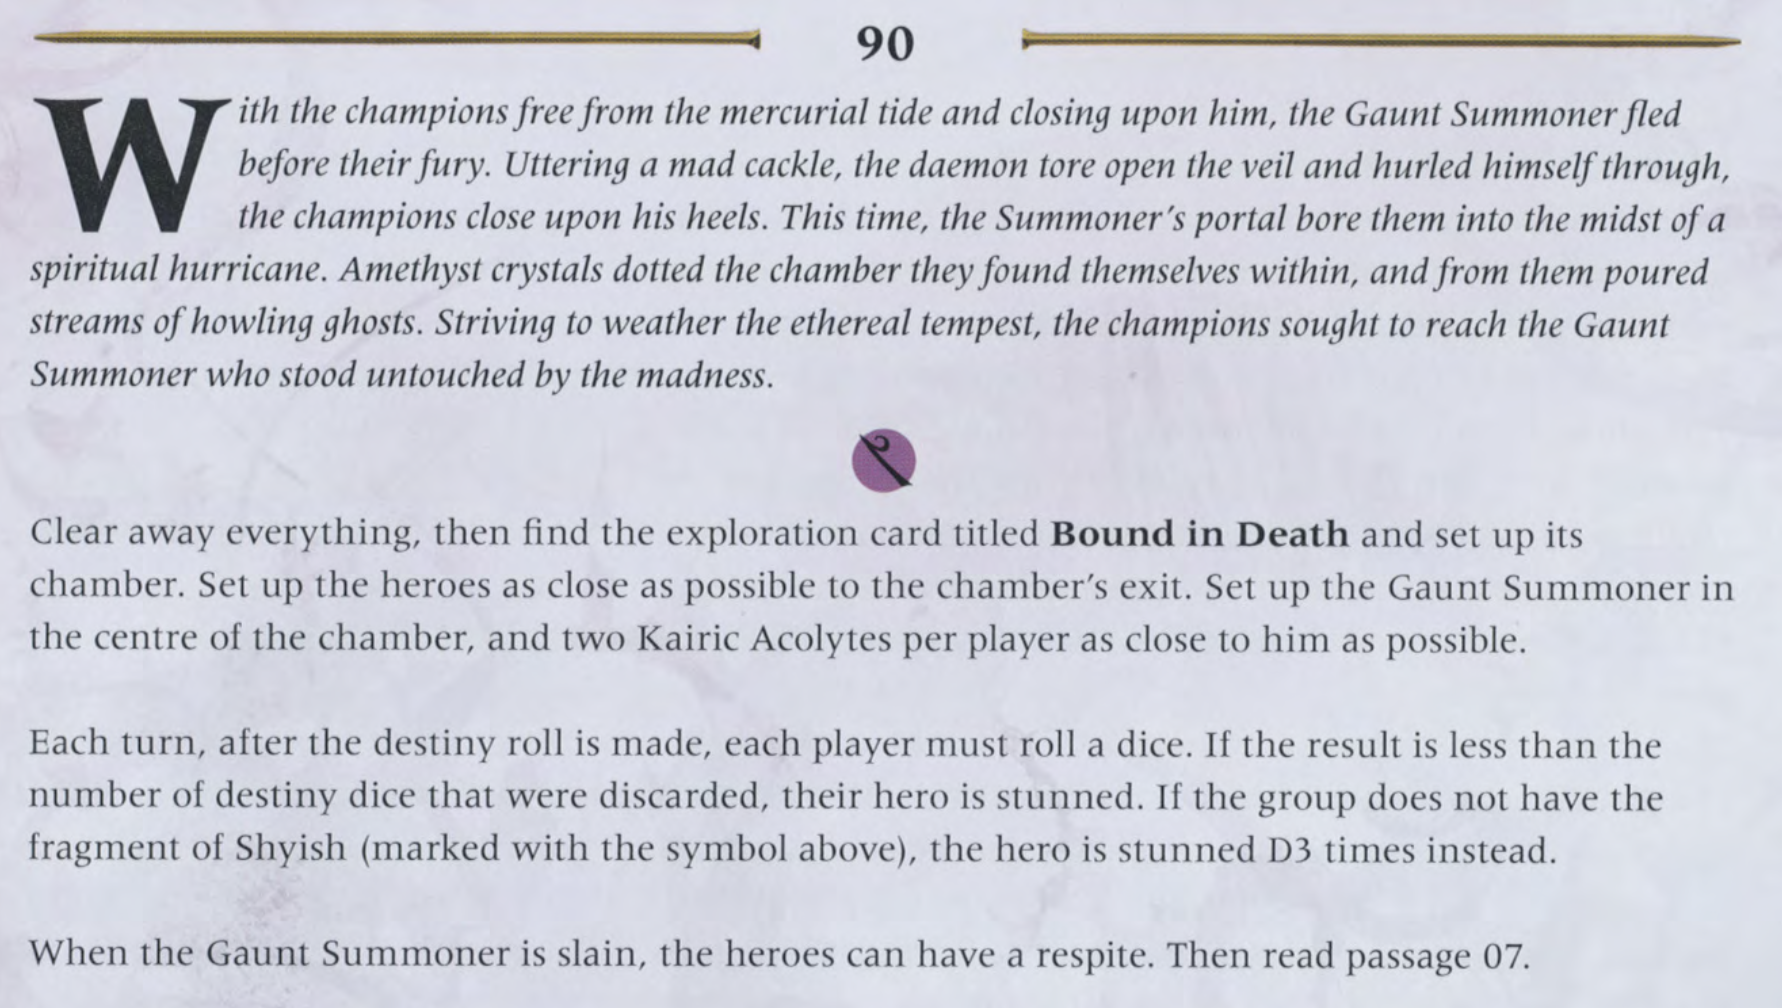 90
With the champions free from the mercurial tide and closing upon him, the Gaunt Summoner fled
before their fury. Uttering a mad cackle, the daemon tore open the veil and hurled himself through,
the champions close upon his heels. This time, the Summoner's portal bore them into the midst of a
spiritual hurricane. Amethyst crystals dotted the chamber they found themselves within, and from them poured
streams of howling ghosts. Striving to weather the ethereal tempest, the champions sought to reach the Gaunt
Summoner who stood untouched by the madness.
Clear away everything, then find the exploration card titled Bound in Death and set up its
chamber. Set up the heroes as close as possible to the chamber's exit. Set up the Gaunt Summoner in
the centre of the chamber, and two Kairic Acolytes per player as close to him as possible.
Each turn, after the destiny roll is made, each player must roll a dice. If the result is less than the
number of destiny dice that were discarded, their hero is stunned. If the group does not have the
fragment of Shyish (marked with the symbol above), the hero is stunned D3 times instead.
When the Gaunt Summoner is slain, the heroes can have a respite. Then read passage 07.